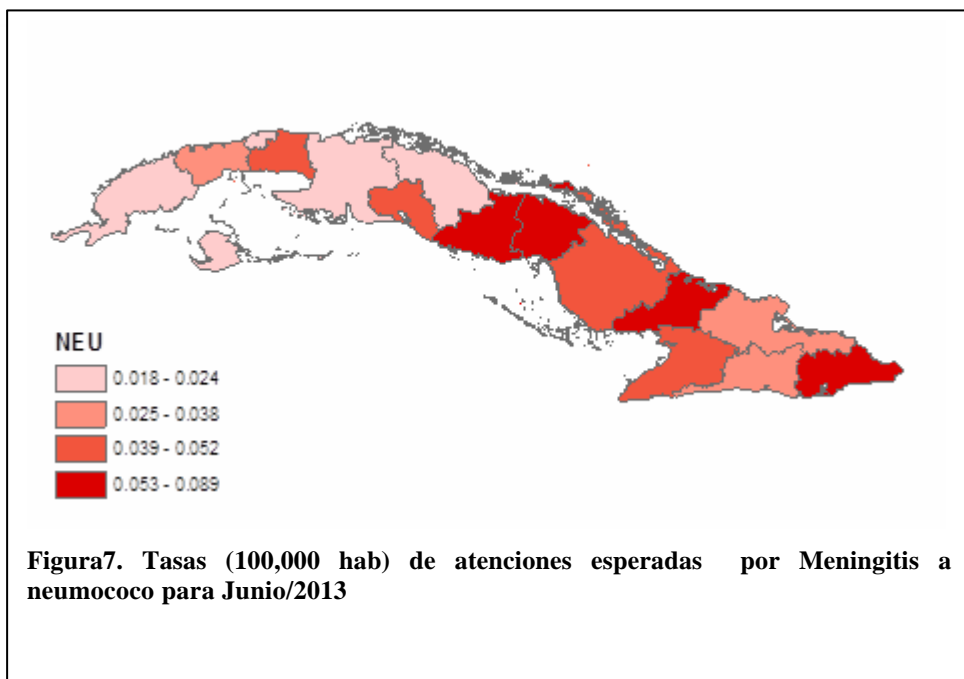 NEU
0.018 - 0.024
0.025 - 0.038
0.039 - 0.052
0.053 - 0.089
Figura7. Tasas (100,000 hab) de atenciones esperadas por Meningitis a
neumococo para Junio/2013